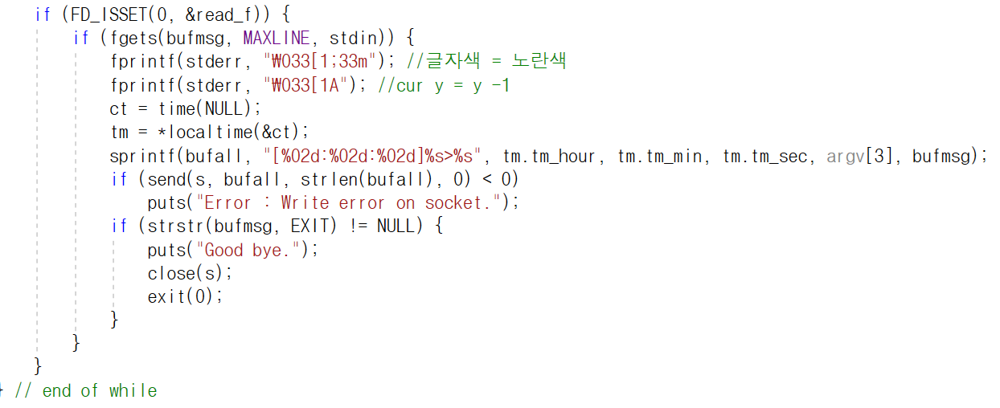 if (FD_ISSET(0, &read_f)) {
if (fgets(bufmsg, MAXLINE, stdin)) {
fprintf(stderr, "₩033[1;33m"); //글자색 = 노란색
fprintf(stderr, "₩033[1A"); //cur y = y -1
ct = time(NULL);
tm = *localtime(&ct);
sprintf(bufall, "[%02d:%02d:%02d]%s>%s", tm.tm_hour, tm.tm_min, tm.tm_sec, argv[3], bufmsg);
if (send(s, bufall, strlen(bufall), 0) < 0)
puts("Error : Write error on socket.");
if (strstr(bufmsg, EXIT) != NULL) {
puts("Good bye.");
close(s);
exit(0);
}
}
}
} // end of while